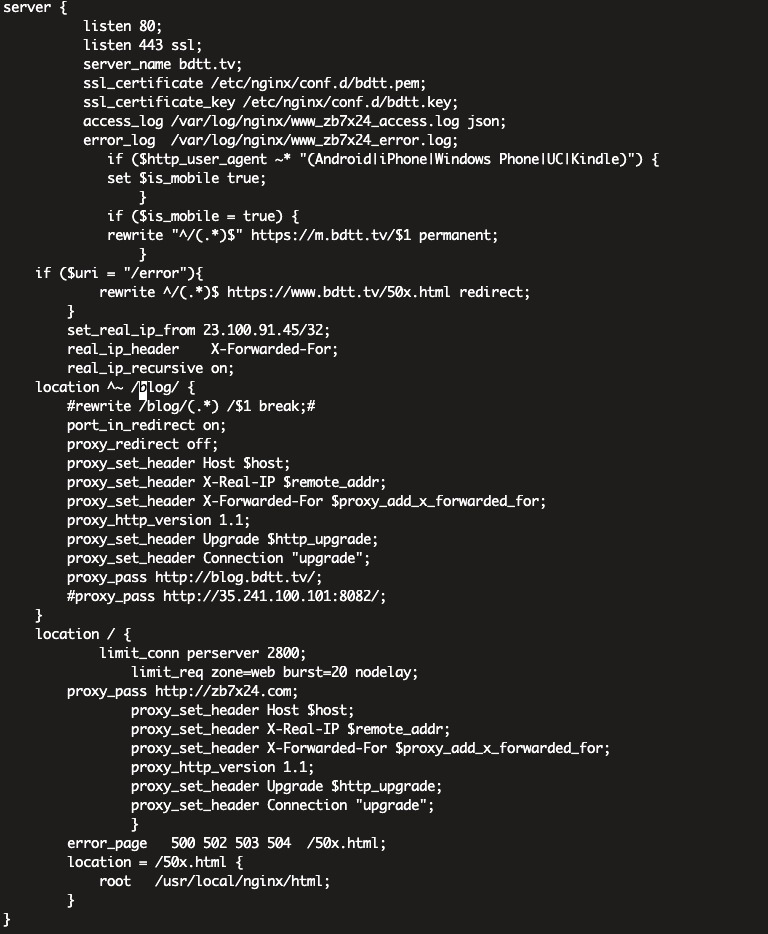 server {
listen 80;
listen 443 ssl;
server_name bdtt.tv;
ssl_certificate /etc/nginx/conf.d/bdtt.pem;
ssl_certificate_key /etc/nginx/conf.d/bdtt.key;
access_log /var/log/nginx/www_zb7x24_access.log json;
error_log  /var/log/nginx/www_zb7x24_error.log;
if ($http_user_agent ~* "(Android|iPhone|Windows Phone|UC|Kindle)") {
set $is_mobile true;
}
if ($is_mobile = true) {
rewrite "^/(.*)$" https://m.bdtt.tv/$1 permanent;
}
if ($uri = "/error"){
rewrite ^/(.*)$ https://www.bdtt.tv/50x.html redirect;
}
set_real_ip_from 23.100.91.45/32;
real_ip_header    X-Forwarded-For;
real_ip_recursive on;
location ^~ /blog/ {
#rewrite /blog/(.*) /$1 break;#
port_in_redirect on;
proxy_redirect off;
proxy_set_header Host $host;
proxy_set_header X-Real-IP $remote_addr;
proxy_set_header X-Forwarded-For $proxy_add_x_forwarded_for;
proxy_http_version 1.1;
proxy_set_header Upgrade $http_upgrade;
proxy_set_header Connection "upgrade";
proxy_pass http://blog.bdtt.tv/;
#proxy_pass http://35.241.100.101:8082/;
}
location / {
limit_conn perserver 2800;
limit_req zone=web burst=20 nodelay;
proxy_pass http://zb7x24.com;
proxy_set_header Host $host;
proxy_set_header X-Real-IP $remote_addr;
proxy_set_header X-Forwarded-For $proxy_add_x_forwarded_for;
proxy_http_version 1.1;
proxy_set_header Upgrade $http_upgrade;
proxy_set_header Connection "upgrade";
}
error_page   500 502 503 504  /50x.html;
location = /50x.html {
root   /usr/local/nginx/html;
}
}